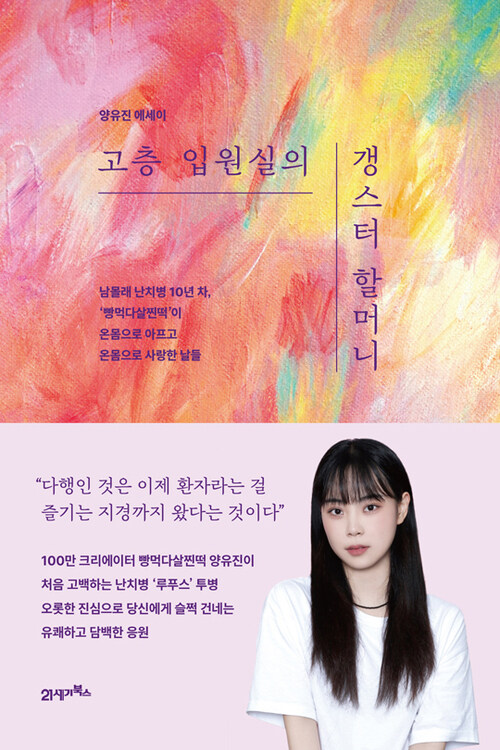 양유진 에세이
고층 입원실의
갱스터 할머니
남몰래 난치병 10년 차,
‘빵먹다살찐떡’이
온몸으로 아프고
온몸으로 사랑한 날들
“다행인 것은 이제 환자라는 걸
즐기는 지경까지 왔다는 것이다”
100만 크리에이터 빵먹다살찐떡 양유진이
처음 고백하는 난치병 ‘루푸스’ 투병
오롯한 진심으로 당신에게 슬쩍 건네는
유쾌하고 담백한 응원
21세기북스